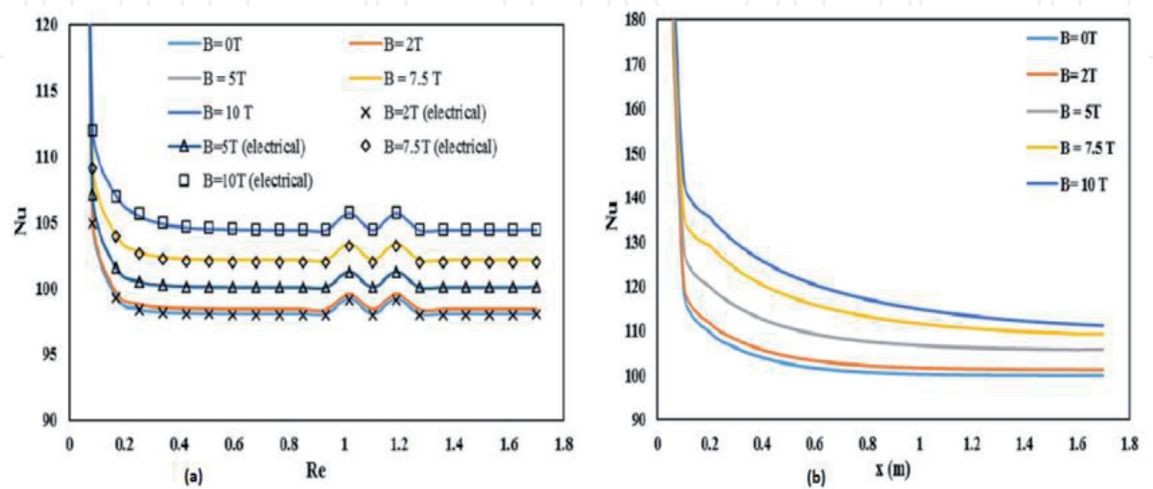 120
115
110
105
100
95
90
Nu
B= 0T
B= 2T
B = 5T
B = 7.5 T
B= 10 T
B=2T (electrical)
B=5T (electrical)
B=7.5T (electrical)
B=10T (electrical)
0 0.2 0.4 0.6 0.8 1 1.2 1.4 1.6 1.8
(a) Re
(b)
180
170
160
150
140
130
120
110
100
90
Nu
B= 0T
B= 2T
B = 5T
B = 7.5 T
B= 10 T
0 0.2 0.4 0.6 0.8 1 1.2 1.4 1.6 1.8
(b) x (m)